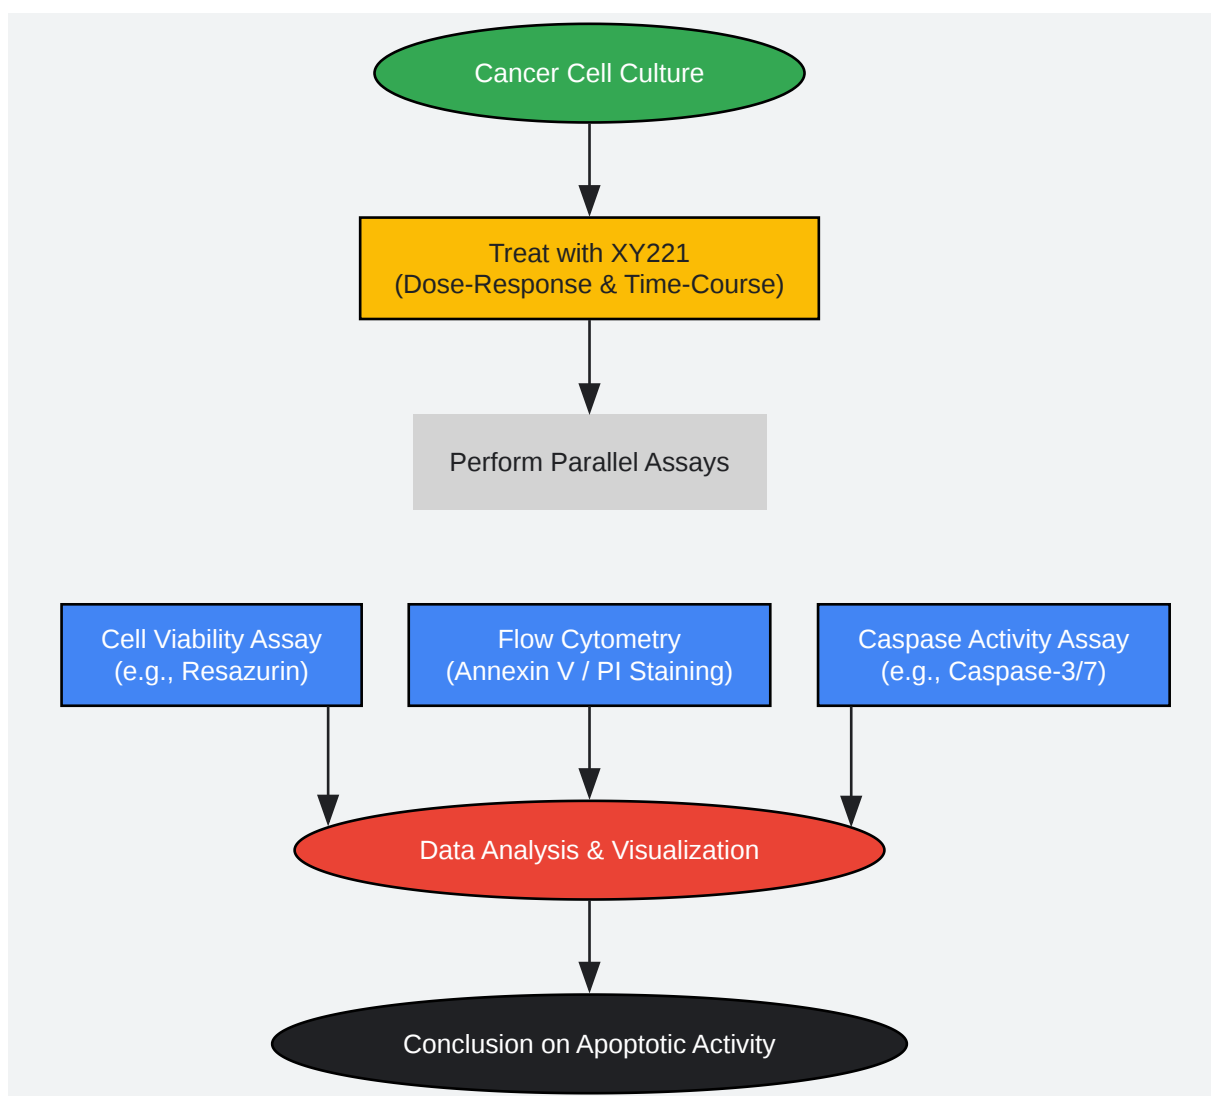 Cancer Cell Culture
Treat with XY221
(Dose-Response & Time-Course)
Perform Parallel Assays
Cell Viability Assay
(e.g., Resazurin)
Flow Cytometry
(Annexin V / PI Staining)
Caspase Activity Assay
(e.g., Caspase-3/7)
Data Analysis & Visualization
Conclusion on Apoptotic Activity